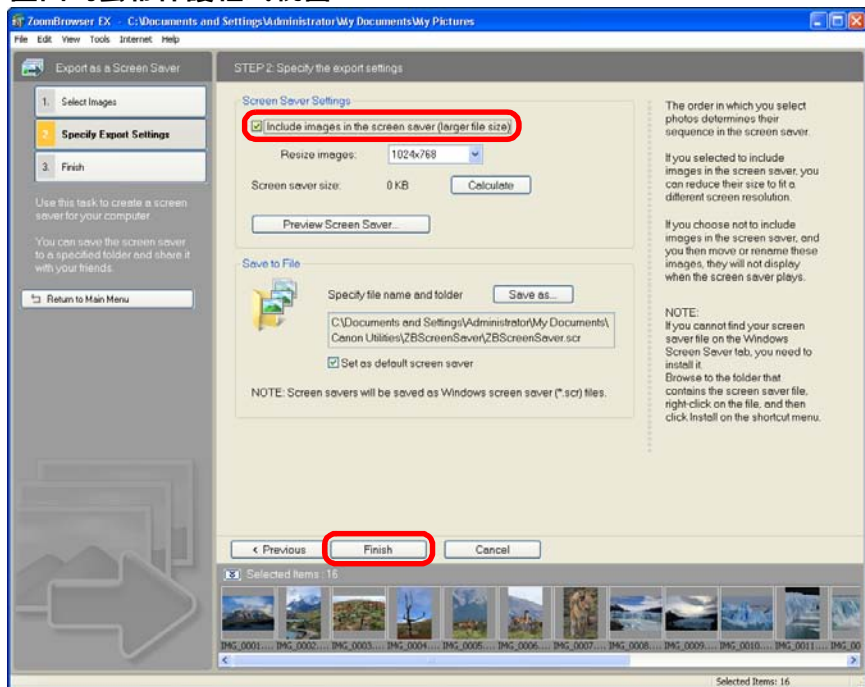 ZoomBrowser EX - C:\Documents and Settings\Administrator\My Documents\My Pictures
File Edit View Tools Internet Help
Export as a Screen Saver
STEP 2: Specify the export settings
1. Select Images
2. Specify Export Settings
3. Finish
Use this task to create a screen
saver for your computer.
You can save the screen saver
to a specified folder and share it
with your friends.
Return to Main Menu
Screen Saver Settings
Include images in the screen saver (larger file size)
Resize images: 1024x768
Screen saver size: 0 KB Calculate
Preview Screen Saver...
Save to File
Specify file name and folder Save as...
C:\Documents and Settings\Administrator\My Documents\
Canon Utilities\ZBScreenSaver\ZBScreenSaver.scr
Set as default screen saver
NOTE: Screen savers will be saved as Windows screen saver (*.scr) files.
The order in which you select
photos determines their
sequence in the screen saver.
If you selected to include
images in the screen saver, you
can reduce their size to fit a
different screen resolution.
If you choose not to include
images in the screen saver, and
you then move or rename these
images, they will not display
when the screen saver plays.
NOTE:
If you cannot find your screen
saver file on the Windows
Screen Saver tab, you need to
install it.
Browse to the folder that
contains the screen saver file,
right-click on the file, and then
click Install on the shortcut menu.
< Previous Finish Cancel
Selected Items : 16
IMG_0001.... IMG_0002.... IMG_0003.... IMG_0004.... IMG_0005.... IMG_0006.... IMG_0007.... IMG_0008.... IMG_0009.... IMG_0010.... IMG_0011.... IMG_00
Selected Items: 16